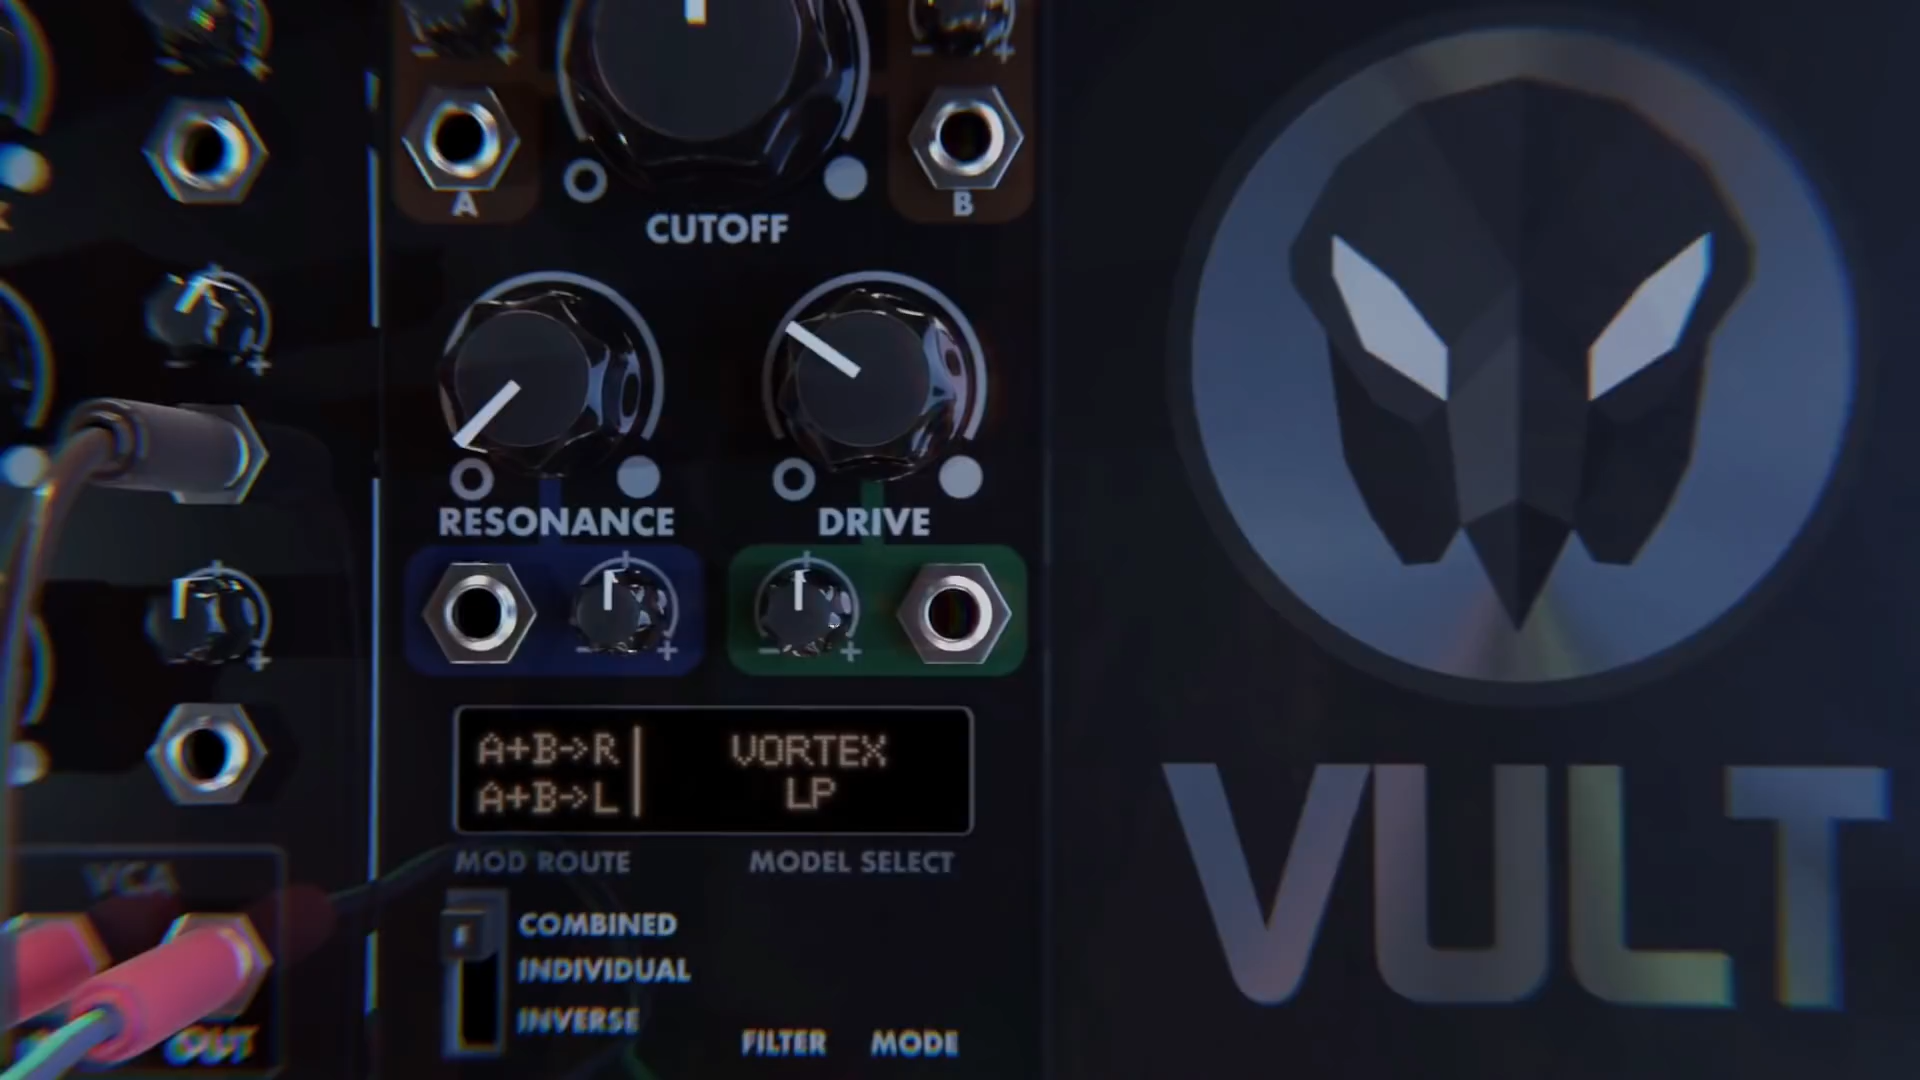 A
B
CUTOFF
RESONANCE
DRIVE
A+B->R
A+B->L
VORTEX
LP
MOD ROUTE
MODEL SELECT
COMBINED
INDIVIDUAL
INVERSE
FILTER
MODE
VCA
OUT
VULT